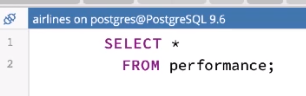 airlines on postgres@PostgreSQL 9.6
1 SELECT *
2 FROM performance;